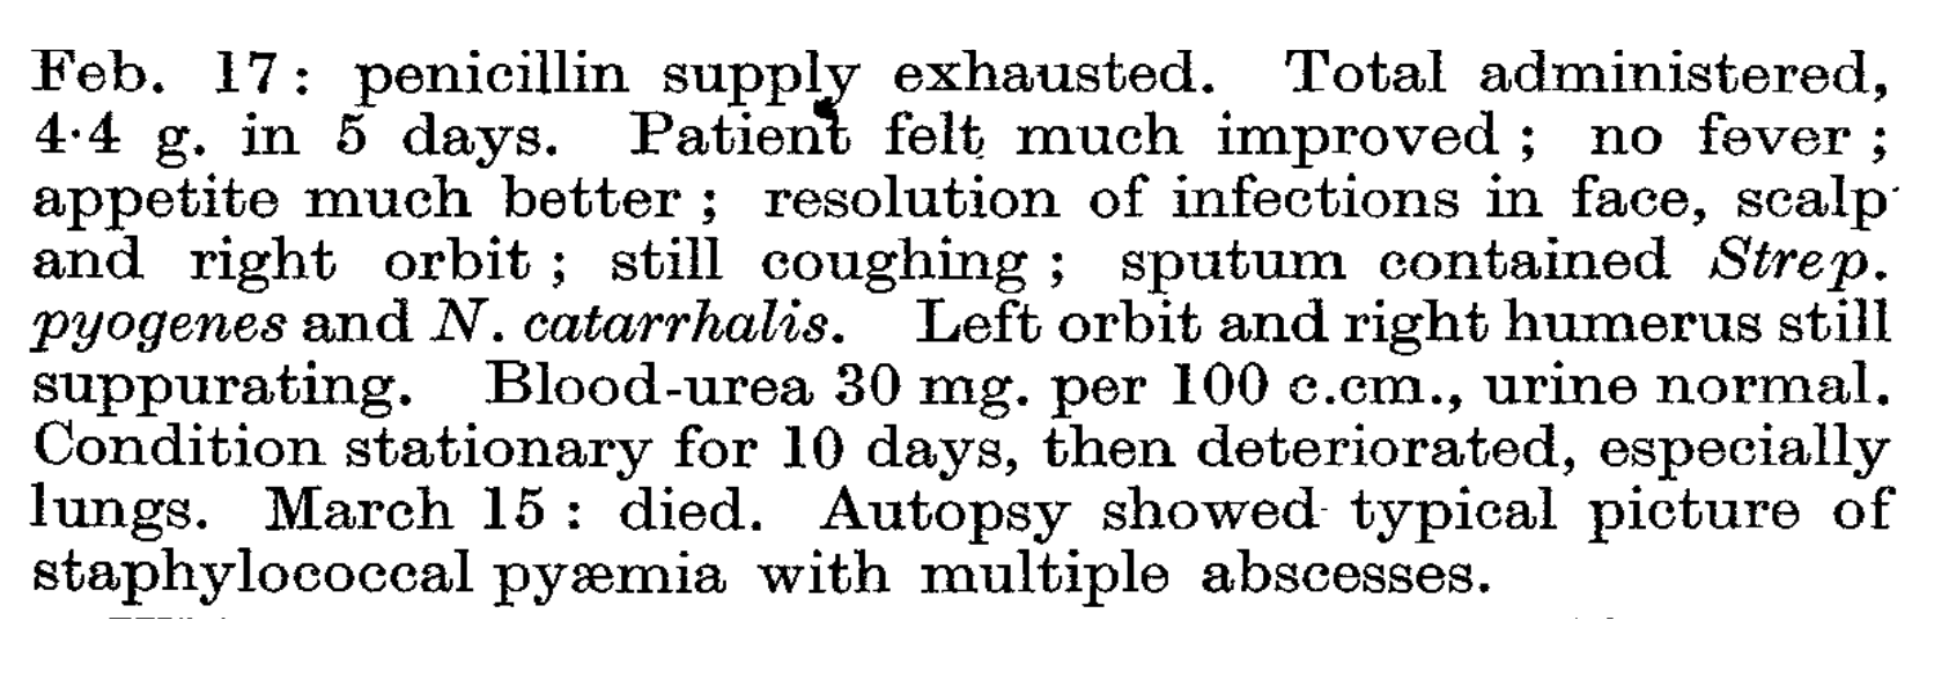 Feb. 17 : penicillin supply exhausted. Total administered,
4·4 g. in 5 days. Patient felt much improved ; no fever ;
appetite much better ; resolution of infections in face, scalp
and right orbit ; still coughing ; sputum contained Strep.
pyogenes and N. catarrhalis. Left orbit and right humerus still
suppurating. Blood-urea 30 mg. per 100 c.cm., urine normal.
Condition stationary for 10 days, then deteriorated, especially
lungs. March 15 : died. Autopsy showed typical picture of
staphylococcal pyæmia with multiple abscesses.